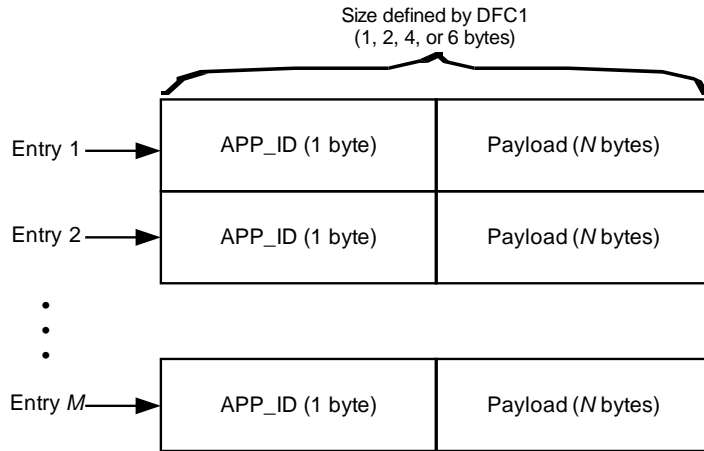 Size defined by DFC1
(1, 2, 4, or 6 bytes)
Entry 1
APP_ID (1 byte)
Payload (N bytes)
Entry 2
APP_ID (1 byte)
Payload (N bytes)
Entry M
APP_ID (1 byte)
Payload (N bytes)